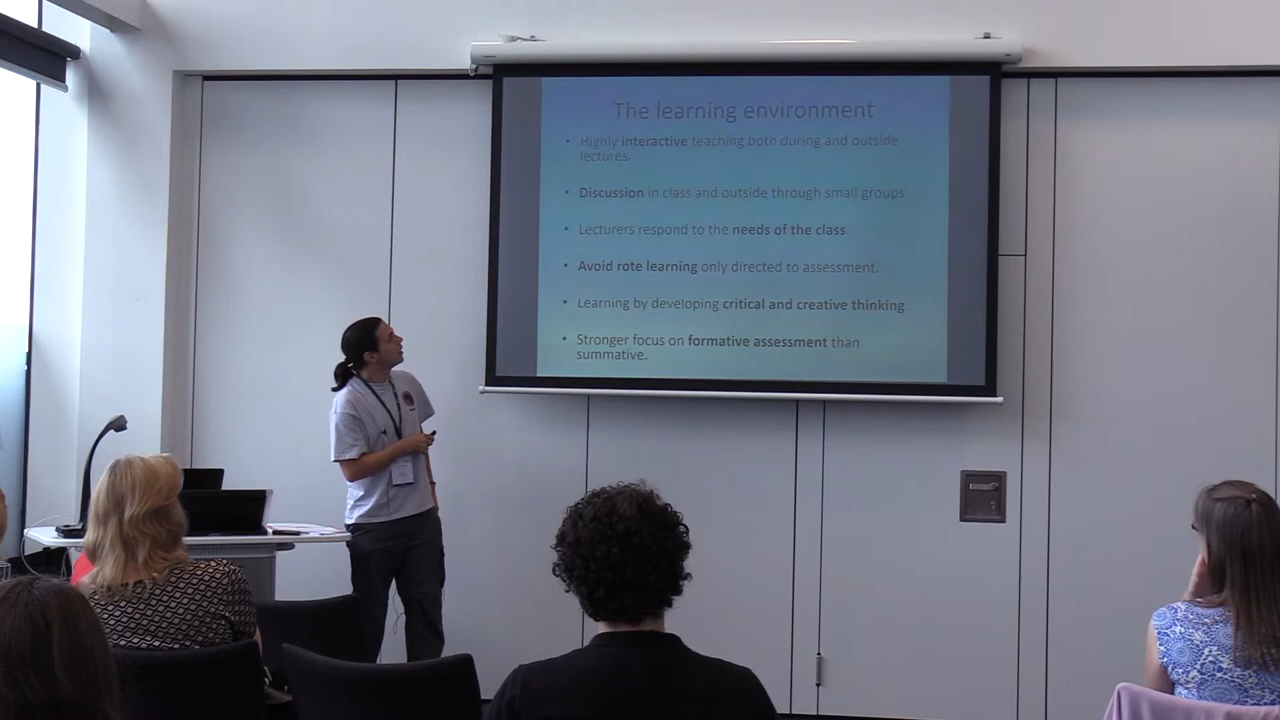 The learning environment
• Highly interactive teaching both during and outside
lectures.
• Discussion in class and outside through small groups.
• Lecturers respond to the needs of the class.
• Avoid rote learning only directed to assessment.
• Learning by developing critical and creative thinking.
• Stronger focus on formative assessment than
summative.